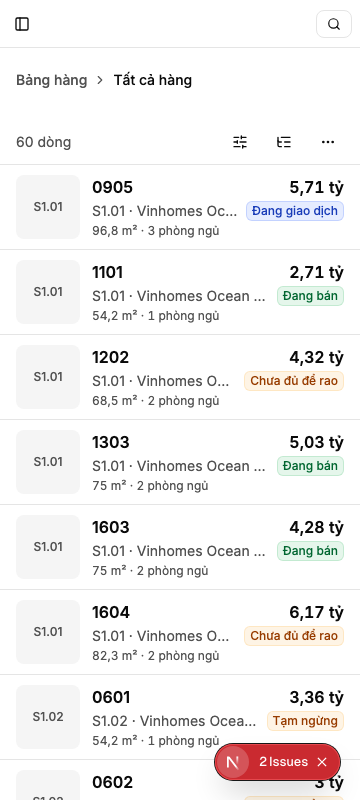 Bảng hàng > Tất cả hàng
60 dòng
S1.01
0905
5,71 tỷ
S1.01 · Vinhomes Oc...
Đang giao dịch
96,8 m² · 3 phòng ngủ
S1.01
1101
2,71 tỷ
S1.01 · Vinhomes Ocean ...
Đang bán
54,2 m² · 1 phòng ngủ
S1.01
1202
4,32 tỷ
S1.01 · Vinhomes O...
Chưa đủ để rao
68,5 m² · 2 phòng ngủ
S1.01
1303
5,03 tỷ
S1.01 · Vinhomes Ocean ...
Đang bán
75 m² · 2 phòng ngủ
S1.01
1603
4,28 tỷ
S1.01 · Vinhomes Ocean ...
Đang bán
75 m² · 2 phòng ngủ
S1.01
1604
6,17 tỷ
S1.01 · Vinhomes O...
Chưa đủ để rao
82,3 m² · 2 phòng ngủ
S1.02
0601
3,36 tỷ
S1.02 · Vinhomes Ocea...
Tạm ngừng
54,2 m² · 1 phòng ngủ
N 2 Issues
0602
3 tỷ